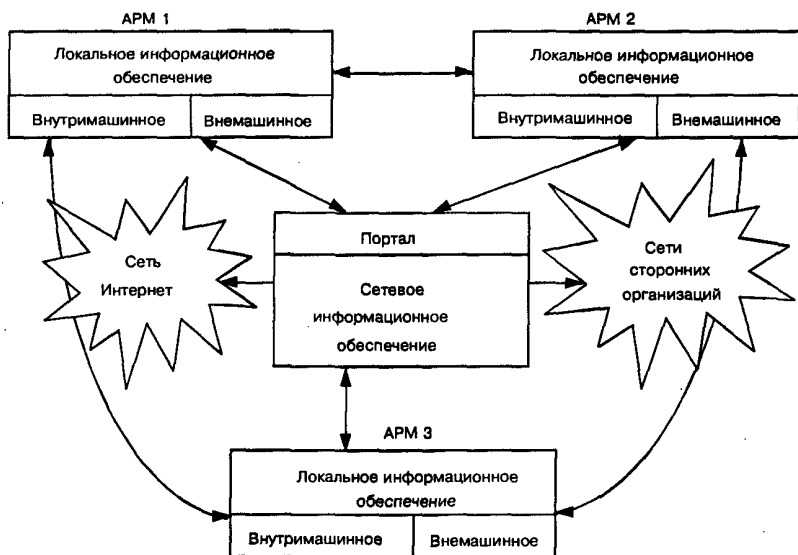 АРМ 1
Локальное информационное
обеспечение
Внутримашинное
Внемашинное
АРМ 2
Локальное информационное
обеспечение
Внутримашинное
Внемашинное
Сеть
Интернет
Портал
Сетевое
информационное
обеспечение
Сети
сторонних
организаций
АРМ 3
Локальное информационное
обеспечение
Внутримашинное
Внемашинное